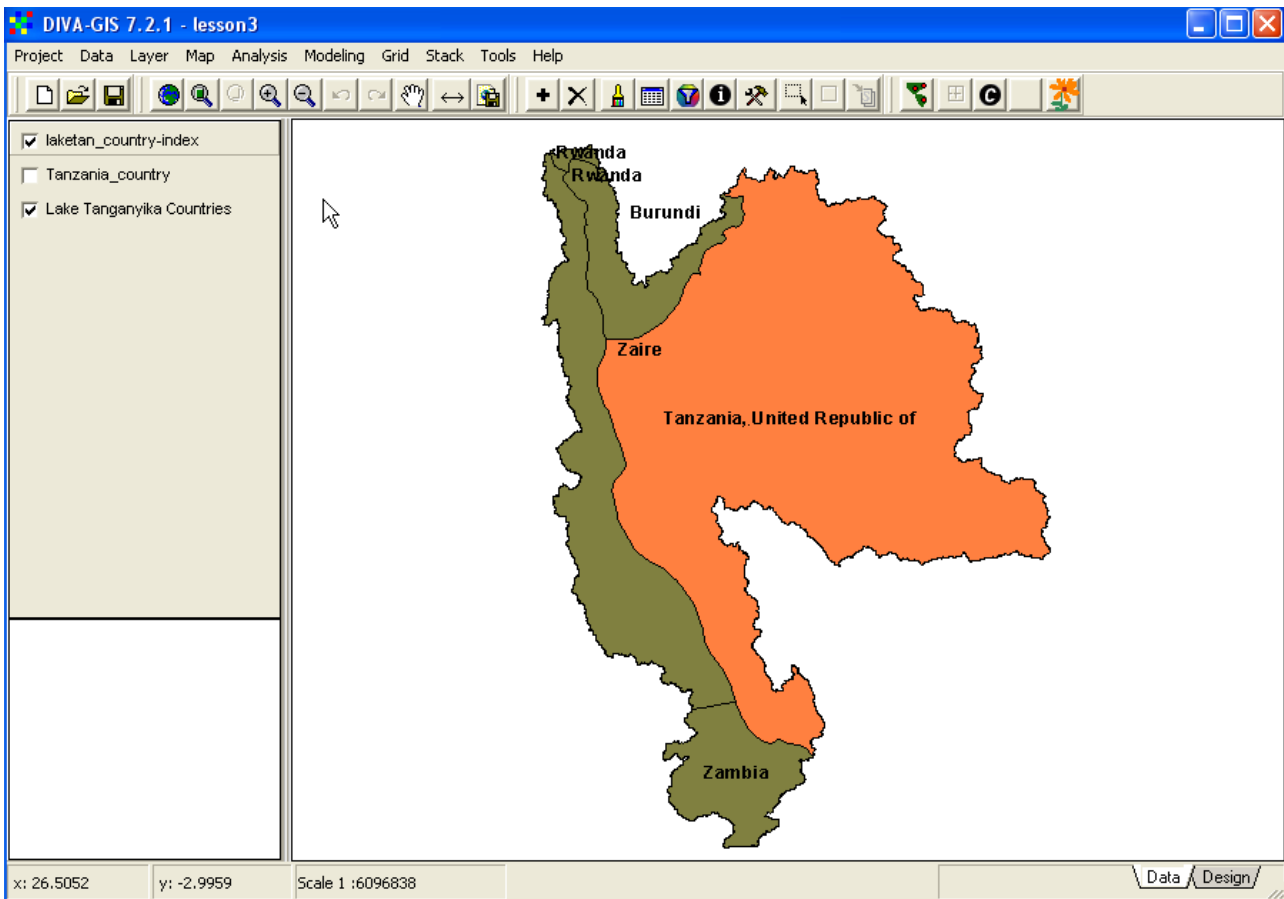 DIVA-GIS 7.2.1 - lesson3
Project Data Layer Map Analysis Modeling Grid Stack Tools Help
laketan_country-index
Tanzania_country
Lake Tanganyika Countries
Rwanda
Rwanda
Burundi
Zaire
Tanzania, United Republic of
Zambia
x: 26.5052 y: -2.9959 Scale 1 :6096838 Data Design